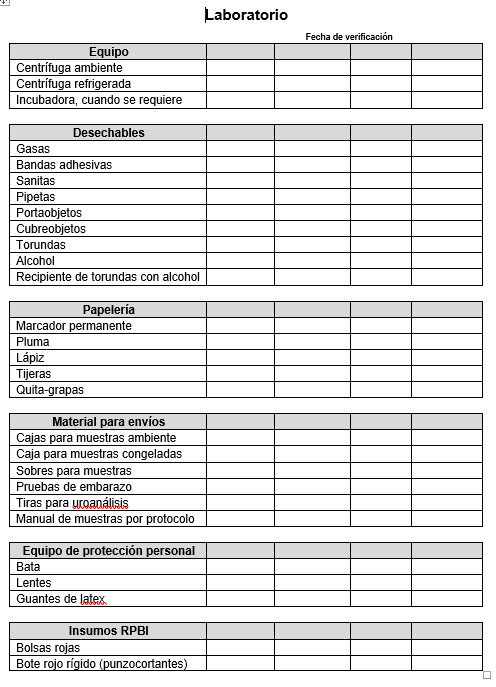 Laboratorio
Fecha de verificación
Equipo
Centrífuga ambiente
Centrífuga refrigerada
Incubadora, cuando se requiere
Desechables
Gasas
Bandas adhesivas
Sanitas
Pipetas
Portaobjetos
Cubreobjetos
Torundas
Alcohol
Recipiente de torundas con alcohol
Papelería
Marcador permanente
Pluma
Lápiz
Tijeras
Quita-grapas
Material para envíos
Cajas para muestras ambiente
Caja para muestras congeladas
Sobres para muestras
Pruebas de embarazo
Tiras para uroanálisis
Manual de muestras por protocolo
Equipo de protección personal
Bata
Lentes
Guantes de latex
Insumos RPBI
Bolsas rojas
Bote rojo rígido (punzocortantes)